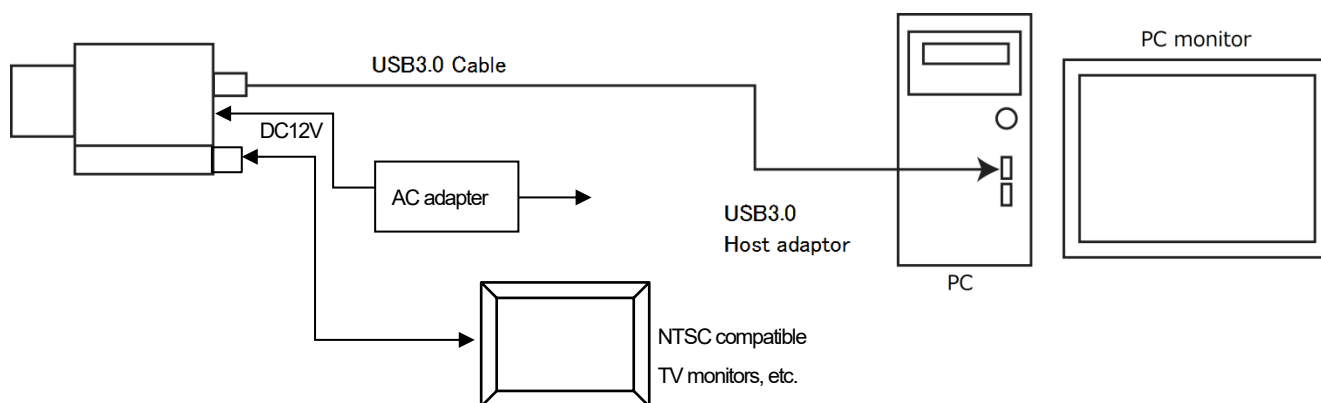 PC monitor
USB3.0 Cable
DC12V
AC adapter
USB3.0
Host adaptor
PC
NTSC compatible
TV monitors, etc.